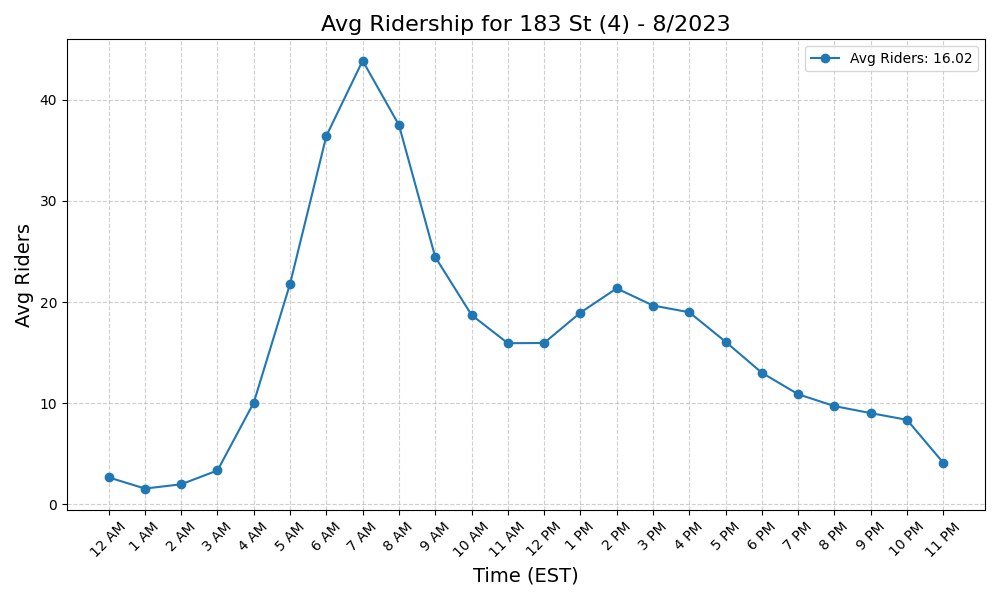 Avg Ridership for 183 St (4) - 8/2023
Avg Riders: 16.02
Avg Riders
40
30
20
10
0
12 AM
1 AM
2 AM
3 AM
4 AM
5 AM
6 AM
7 AM
8 AM
9 AM
10 AM
11 AM
12 PM
1 PM
2 PM
3 PM
4 PM
5 PM
6 PM
7 PM
8 PM
9 PM
10 PM
11 PM
Time (EST)